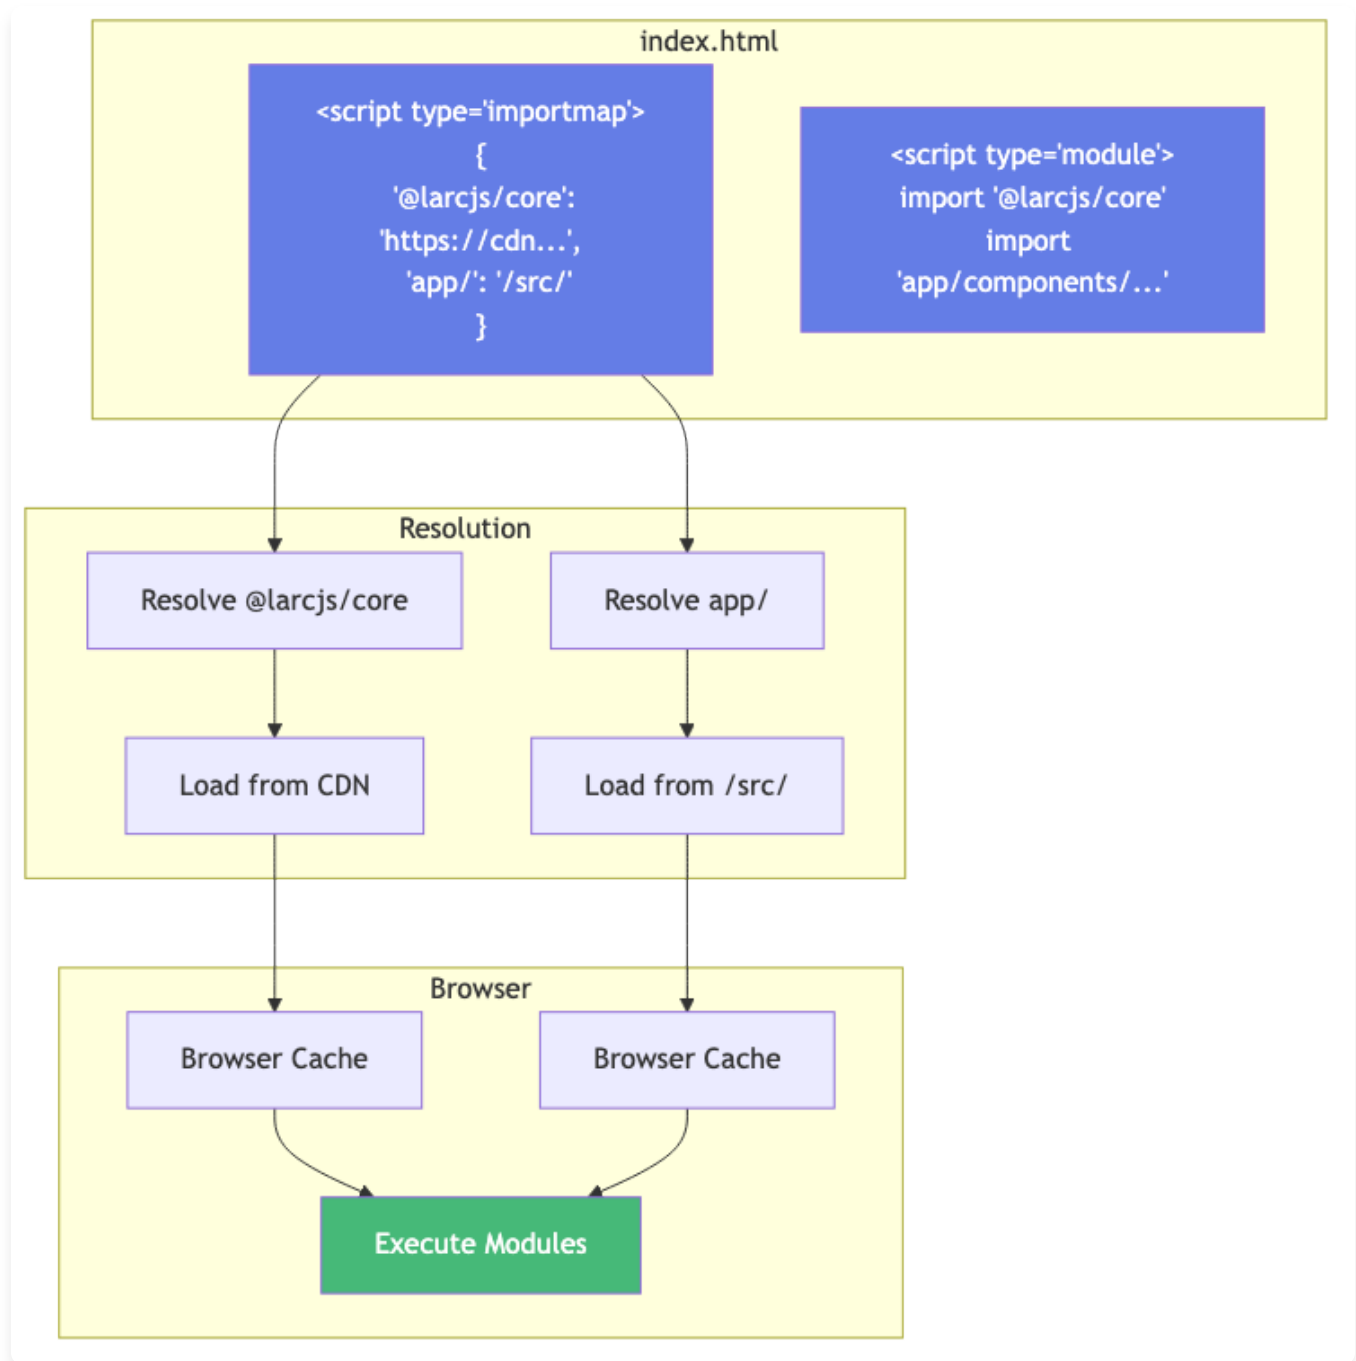 index.html
<script type='importmap'>
{
'@larcjs/core':
'https://cdn...',
'app/': '/src/'
}
<script type='module'>
import '@larcjs/core'
import
'app/components/...'
Resolution
Resolve @larcjs/core
Resolve app/
Load from CDN
Load from /src/
Browser
Browser Cache
Browser Cache
Execute Modules